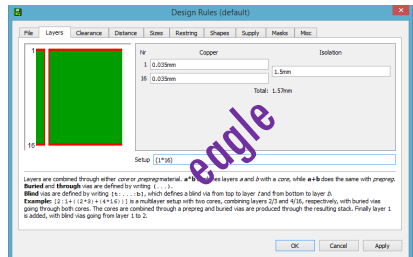 Design Rules (default)
File Layers Clearance Distance Sizes Restring Shapes Supply Masks Misc
Nr Copper Isolation
1
1 0.035mm
1.5mm
16 0.035mm
Total: 1.57mm
eagle
16
Setup (1*16)
Layers are combined through either core or prepreg material. a*b combines layers a and b with a core, while a+b does the same with prepreg.
Buried and through vias are defined by writing (...).
Blind vias are defined by writing [t:...:b], which defines a blind via from top to layer t and from bottom to layer b.
Example: [2:1+((2*3)+(4*16))] is a multilayer setup with two cores, combining layers 2/3 and 4/16, respectively, with buried vias
going through both cores. The cores are combined through a prepreg and buried vias are produced through the resulting stack. Finally layer 1
is added, with blind vias going from layer 1 to 2.
OK Cancel Apply